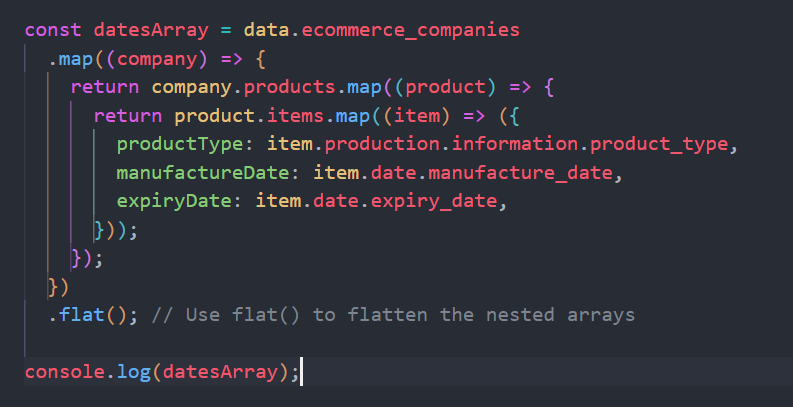 const datesArray = data.ecommerce_companies
  .map((company) => {
    return company.products.map((product) => {
      return product.items.map((item) => ({
        productType: item.production.information.product_type,
        manufactureDate: item.date.manufacture_date,
        expiryDate: item.date.expiry_date,
      }));
    });
  })
  .flat(); // Use flat() to flatten the nested arrays
console.log(datesArray);